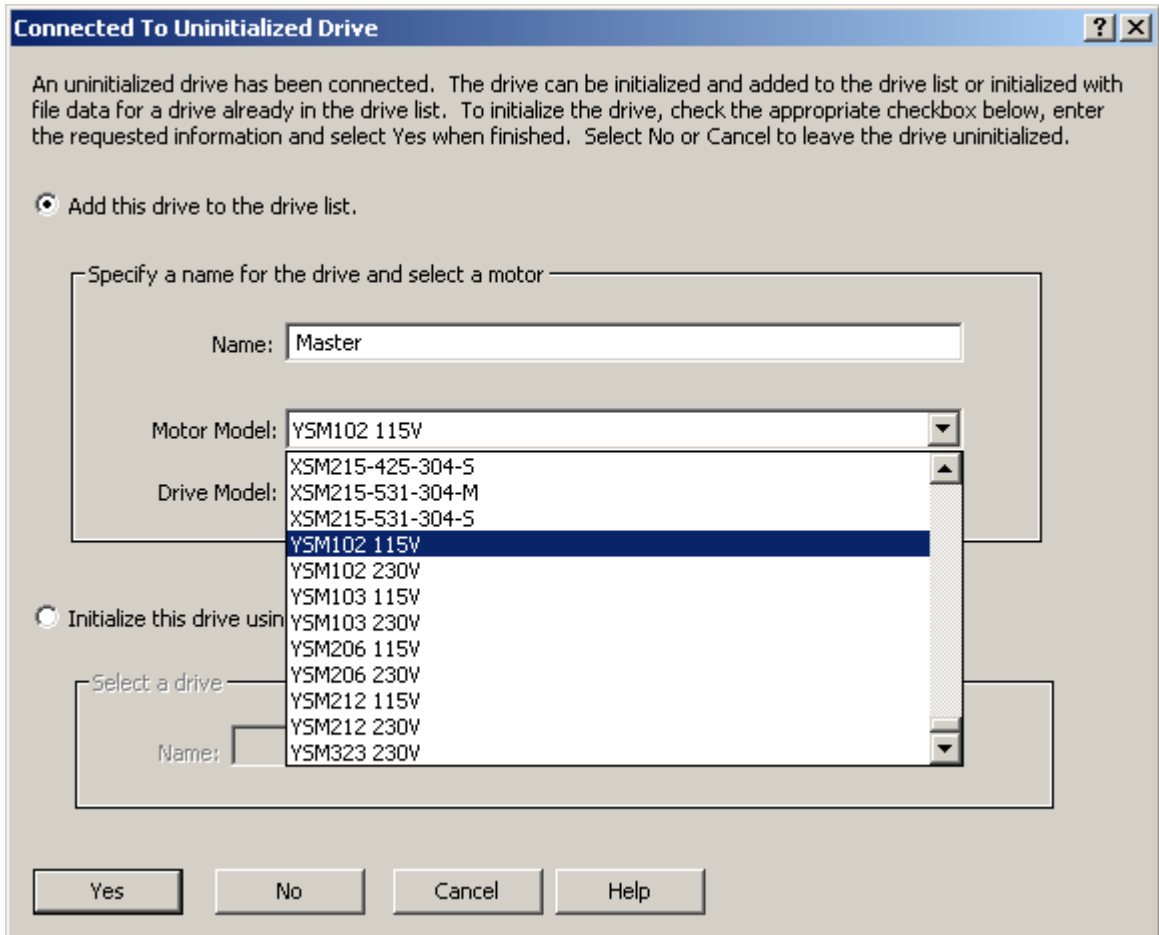 Connected To Uninitialized Drive
An uninitialized drive has been connected.  The drive can be initialized and added to the drive list or initialized with
file data for a drive already in the drive list.  To initialize the drive, check the appropriate checkbox below, enter
the requested information and select Yes when finished.  Select No or Cancel to leave the drive uninitialized.
Add this drive to the drive list.
Specify a name for the drive and select a motor
Name: Master
Motor Model: YSM102 115V
Drive Model:
XSM215-425-304-S
XSM215-531-304-M
XSM215-531-304-S
YSM102 115V
YSM102 230V
YSM103 115V
YSM103 230V
YSM206 115V
YSM206 230V
YSM212 115V
YSM212 230V
YSM323 230V
Initialize this drive
Select a drive
Name:
Yes No Cancel Help